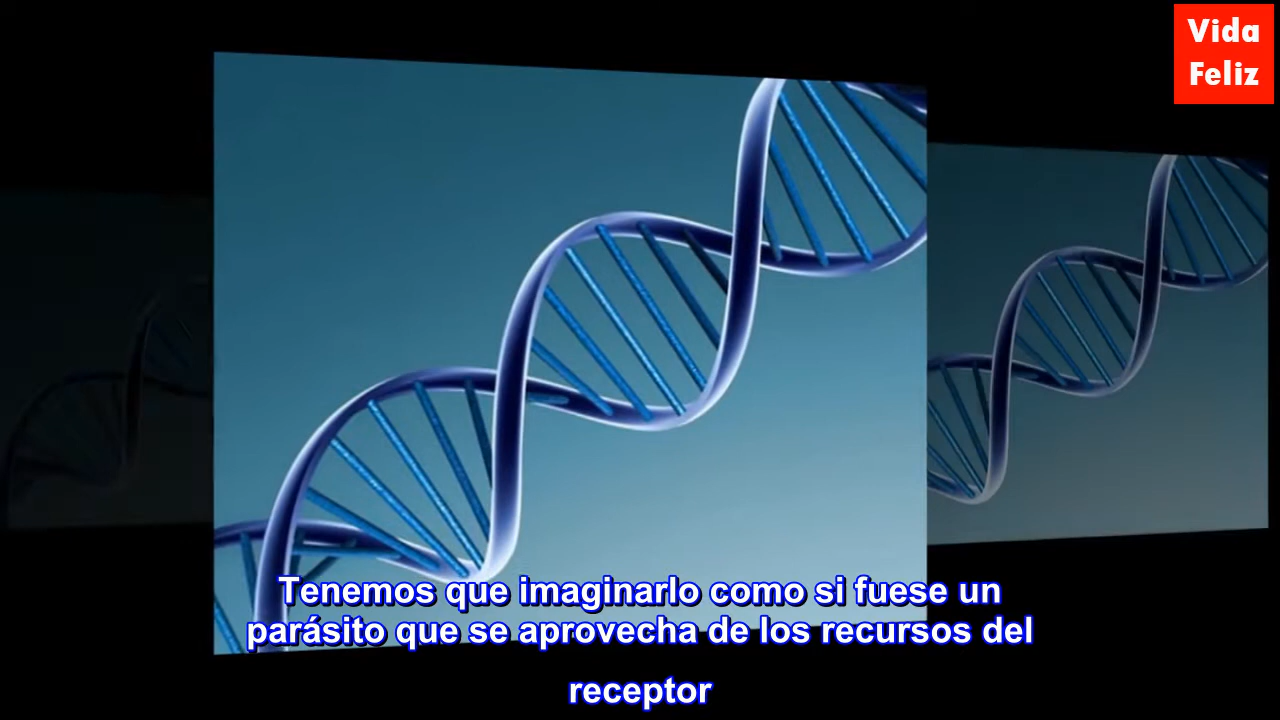 Vida
Feliz
Tenemos que imaginarlo como si fuese un
parásito que se aprovecha de los recursos del
receptor